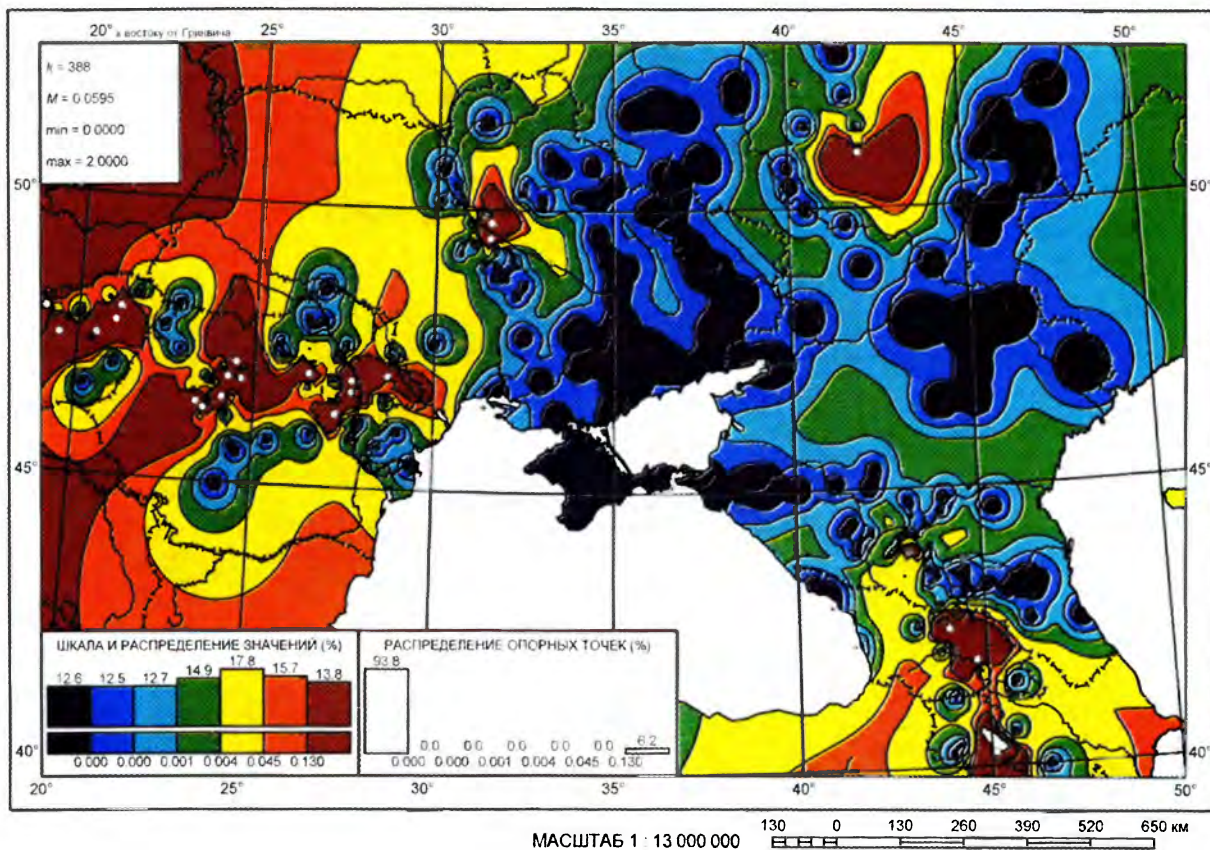 20° к востоку от Гринвича 25° 30° 35° 40° 45° 50°
k = 388
M = 0.0595
min = 0.0000
max = 2.0000
50° 50°
45° 45°
40° 40°
ШКАЛА И РАСПРЕДЕЛЕНИЕ ЗНАЧЕНИЙ (%)
12.6 12.5 12.7 14.9 17.8 15.7 13.8
0.000 0.000 0.001 0.004 0.045 0.130
РАСПРЕДЕЛЕНИЕ ОПОРНЫХ ТОЧЕК (%)
93.8 0.0 0.0 0.0 0.0 0.0 6.2
0.000 0.000 0.001 0.004 0.045 0.130
20° 25° 30° 35° 40° 45° 50°
МАСШТАБ 1 : 13 000 000
130 0 130 260 390 520 650 км